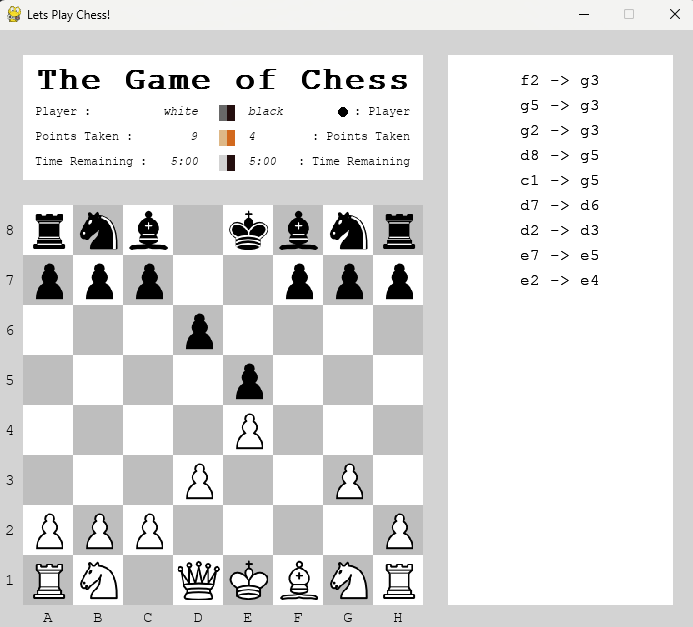 Lets Play Chess!
The Game of Chess
Player : white black : Player
Points Taken : 9 4 : Points Taken
Time Remaining : 5:00 5:00 : Time Remaining
f2 -> g3
g5 -> g3
g2 -> g3
d8 -> g5
c1 -> g5
d7 -> d6
d2 -> d3
e7 -> e5
e2 -> e4
8
7
6
5
4
3
2
1
A B C D E F G H